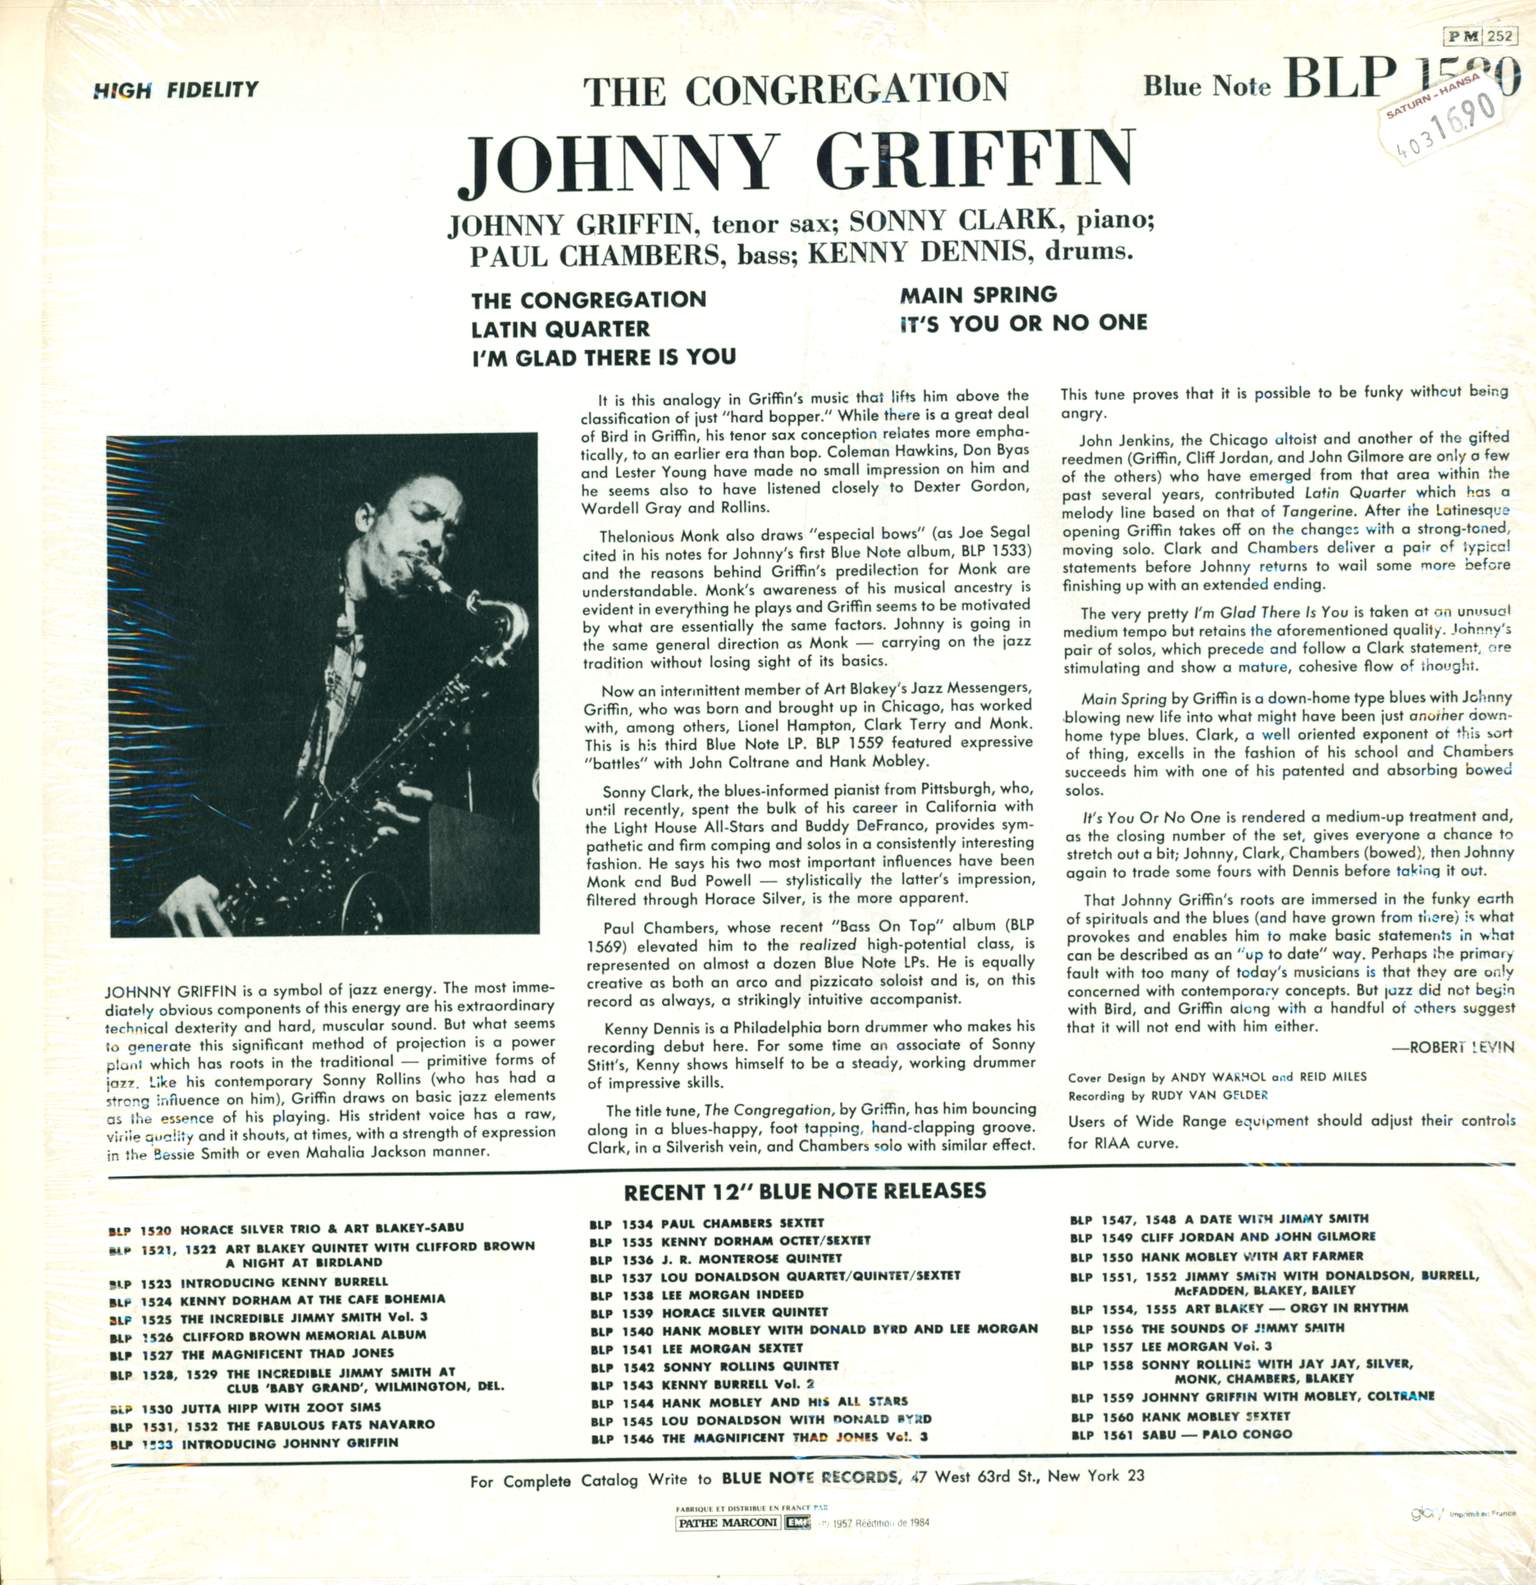 PM 252
HIGH FIDELITY
THE CONGREGATION
Blue Note BLP
SATURN-HANSA
403 1690
JOHNNY GRIFFIN
JOHNNY GRIFFIN, tenor sax; SONNY CLARK, piano;
PAUL CHAMBERS, bass; KENNY DENNIS, drums.
THE CONGREGATION
LATIN QUARTER
I'M GLAD THERE IS YOU
MAIN SPRING
IT'S YOU OR NO ONE
JOHNNY GRIFFIN is a symbol of jazz energy. The most imme-
diately obvious components of this energy are his extraordinary
technical dexterity and hard, muscular sound. But what seems
to generate this significant method of projection is a power
plant which has roots in the traditional — primitive forms of
jazz. Like his contemporary Sonny Rollins (who has had a
strong influence on him), Griffin draws on basic jazz elements
as the essence of his playing. His strident voice has a raw,
virile quality and it shouts, at times, with a strength of expression
in the Bessie Smith or even Mahalia Jackson manner.
It is this analogy in Griffin's music that lifts him above the
classification of just "hard bopper." While there is a great deal
of Bird in Griffin, his tenor sax conception relates more empha-
tically, to an earlier era than bop. Coleman Hawkins, Don Byas
and Lester Young have made no small impression on him and
he seems also to have listened closely to Dexter Gordon,
Wardell Gray and Rollins.
Thelonious Monk also draws "especial bows" (as Joe Segal
cited in his notes for Johnny's first Blue Note album, BLP 1533)
and the reasons behind Griffin's predilection for Monk are
understandable. Monk's awareness of his musical ancestry is
evident in everything he plays and Griffin seems to be motivated
by what are essentially the same factors. Johnny is going in
the same general direction as Monk — carrying on the jazz
tradition without losing sight of its basics.
Now an intermittent member of Art Blakey's Jazz Messengers,
Griffin, who was born and brought up in Chicago, has worked
with, among others, Lionel Hampton, Clark Terry and Monk.
This is his third Blue Note LP. BLP 1559 featured expressive
"battles" with John Coltrane and Hank Mobley.
Sonny Clark, the blues-informed pianist from Pittsburgh, who,
until recently, spent the bulk of his career in California with
the Light House All-Stars and Buddy DeFranco, provides sym-
pathetic and firm comping and solos in a consistently interesting
fashion. He says his two most important influences have been
Monk and Bud Powell — stylistically the latter's impression,
filtered through Horace Silver, is the more apparent.
Paul Chambers, whose recent "Bass On Top" album (BLP
1569) elevated him to the realized high-potential class, is
represented on almost a dozen Blue Note LPs. He is equally
creative as both an arco and pizzicato soloist and is, on this
record as always, a strikingly intuitive accompanist.
Kenny Dennis is a Philadelphia born drummer who makes his
recording debut here. For some time an associate of Sonny
Stitt's, Kenny shows himself to be a steady, working drummer
of impressive skills.
The title tune, The Congregation, by Griffin, has him bouncing
along in a blues-happy, foot tapping, hand-clapping groove.
Clark, in a Silverish vein, and Chambers solo with similar effect.
This tune proves that it is possible to be funky without being
angry.
John Jenkins, the Chicago altoist and another of the gifted
reedmen (Griffin, Cliff Jordan, and John Gilmore are only a few
of the others) who have emerged from that area within the
past several years, contributed Latin Quarter which has a
melody line based on that of Tangerine. After the Latinesque
opening Griffin takes off on the changes with a strong-toned,
moving solo. Clark and Chambers deliver a pair of typical
statements before Johnny returns to wail some more before
finishing up with an extended ending.
The very pretty I'm Glad There Is You is taken at an unusual
medium tempo but retains the aforementioned quality. Johnny's
pair of solos, which precede and follow a Clark statement, are
stimulating and show a mature, cohesive flow of thought.
Main Spring by Griffin is a down-home type blues with Johnny
blowing new life into what might have been just another down-
home type blues. Clark, a well oriented exponent of this sort
of thing, excells in the fashion of his school and Chambers
succeeds him with one of his patented and absorbing bowed
solos.
It's You Or No One is rendered a medium-up treatment and,
as the closing number of the set, gives everyone a chance to
stretch out a bit; Johnny, Clark, Chambers (bowed), then Johnny
again to trade some fours with Dennis before taking it out.
That Johnny Griffin's roots are immersed in the funky earth
of spirituals and the blues (and have grown from there) is what
provokes and enables him to make basic statements in what
can be described as an "up to date" way. Perhaps the primary
fault with too many of today's musicians is that they are only
concerned with contemporary concepts. But jazz did not begin
with Bird, and Griffin along with a handful of others suggest
that it will not end with him either.
—ROBERT LEVIN
Cover Design by ANDY WARHOL and REID MILES
Recording by RUDY VAN GELDER
Users of Wide Range equipment should adjust their controls
for RIAA curve.
RECENT 12" BLUE NOTE RELEASES
BLP 1520 HORACE SILVER TRIO & ART BLAKEY-SABU
BLP 1521, 1522 ART BLAKEY QUINTET WITH CLIFFORD BROWN
A NIGHT AT BIRDLAND
BLP 1523 INTRODUCING KENNY BURRELL
BLP 1524 KENNY DORHAM AT THE CAFE BOHEMIA
BLP 1525 THE INCREDIBLE JIMMY SMITH Vol. 3
BLP 1526 CLIFFORD BROWN MEMORIAL ALBUM
BLP 1527 THE MAGNIFICENT THAD JONES
BLP 1528, 1529 THE INCREDIBLE JIMMY SMITH AT
CLUB 'BABY GRAND', WILMINGTON, DEL.
BLP 1530 JUTTA HIPP WITH ZOOT SIMS
BLP 1531, 1532 THE FABULOUS FATS NAVARRO
BLP 1533 INTRODUCING JOHNNY GRIFFIN
BLP 1534 PAUL CHAMBERS SEXTET
BLP 1535 KENNY DORHAM OCTET/SEXTET
BLP 1536 J. R. MONTEROSE QUINTET
BLP 1537 LOU DONALDSON QUARTET/QUINTET/SEXTET
BLP 1538 LEE MORGAN INDEED
BLP 1539 HORACE SILVER QUINTET
BLP 1540 HANK MOBLEY WITH DONALD BYRD AND LEE MORGAN
BLP 1541 LEE MORGAN SEXTET
BLP 1542 SONNY ROLLINS QUINTET
BLP 1543 KENNY BURRELL Vol. 2
BLP 1544 HANK MOBLEY AND HIS ALL STARS
BLP 1545 LOU DONALDSON WITH DONALD BYRD
BLP 1546 THE MAGNIFICENT THAD JONES Vol. 3
BLP 1547, 1548 A DATE WITH JIMMY SMITH
BLP 1549 CLIFF JORDAN AND JOHN GILMORE
BLP 1550 HANK MOBLEY WITH ART FARMER
BLP 1551, 1552 JIMMY SMITH WITH DONALDSON, BURRELL,
McFADDEN, BLAKEY, BAILEY
BLP 1554, 1555 ART BLAKEY — ORGY IN RHYTHM
BLP 1556 THE SOUNDS OF JIMMY SMITH
BLP 1557 LEE MORGAN Vol. 3
BLP 1558 SONNY ROLLINS WITH JAY JAY, SILVER,
MONK, CHAMBERS, BLAKEY
BLP 1559 JOHNNY GRIFFIN WITH MOBLEY, COLTRANE
BLP 1560 HANK MOBLEY SEXTET
BLP 1561 SABU — PALO CONGO
For Complete Catalog Write to BLUE NOTE RECORDS, 47 West 63rd St., New York 23
FABRIQUE ET DISTRIBUE EN FRANCE PAR
PATHE MARCONI EMI 1957 Réédition de 1984
Imprimé en France